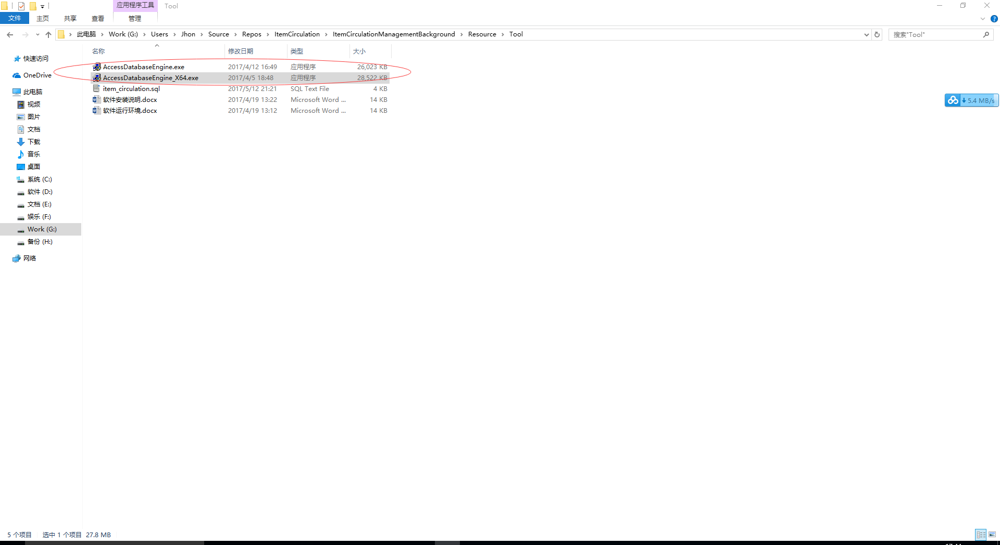 应用程序工具 Tool
文件 主页 共享 查看 管理
此电脑 Work (G:) Users Jhon Source Repos ItemCirculation ItemCirculationManagementBackground Resource Tool 搜索"Tool"
名称 修改日期 类型 大小
AccessDatabaseEngine.exe 2017/4/12 16:49 应用程序 26,023 KB
AccessDatabaseEngine_X64.exe 2017/4/5 18:48 应用程序 28,522 KB
item_circulation.sql 2017/5/12 21:21 SQL Text File 4 KB
软件安装说明.docx 2017/4/19 13:22 Microsoft Word ... 14 KB
软件运行环境.docx 2017/4/19 13:12 Microsoft Word ... 14 KB
快速访问
OneDrive
此电脑
视频
图片
文档
下载
音乐
桌面
系统 (C:)
软件 (D:)
文档 (E:)
娱乐 (F:)
Work (G:)
备份 (H:)
网络
5.4 MB/s
5 个项目 选中 1 个项目 27.8 MB